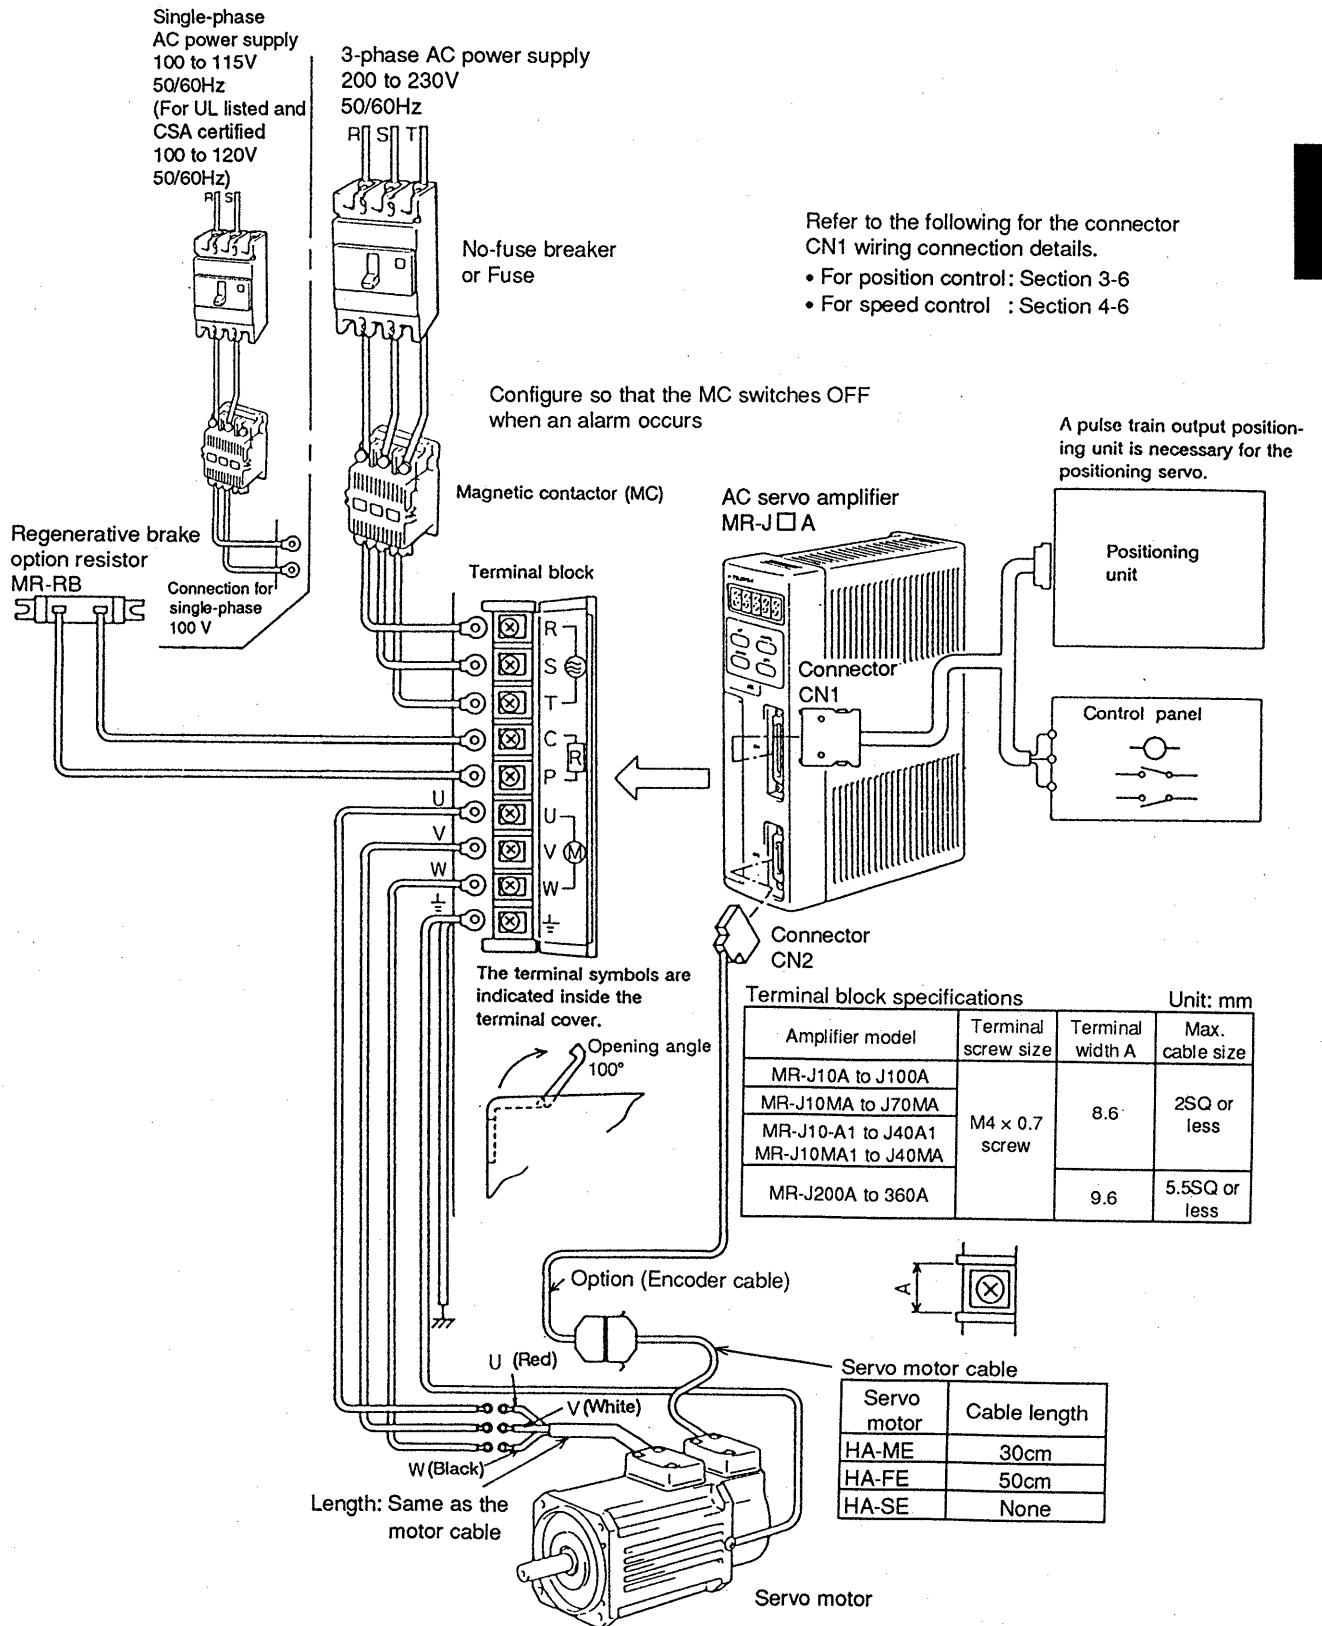 Single-phase
AC power supply
100 to 115V
50/60Hz
(For UL listed and
CSA certified
100 to 120V
50/60Hz)
R S
3-phase AC power supply
200 to 230V
50/60Hz
R S T
No-fuse breaker
or Fuse
Refer to the following for the connector
CN1 wiring connection details.
• For position control: Section 3-6
• For speed control : Section 4-6
Configure so that the MC switches OFF
when an alarm occurs
A pulse train output position-
ing unit is necessary for the
positioning servo.
Magnetic contactor (MC)
AC servo amplifier
MR-J□A
Regenerative brake
option resistor
MR-RB
Connection for
single-phase
100 V
Terminal block
Positioning
unit
R
S
T
C
R
P
U
V M
W
U
V
W
Connector
CN1
Control panel
Connector
CN2
The terminal symbols are
indicated inside the
terminal cover.
Opening angle
100°
Terminal block specifications Unit: mm
Amplifier model
Terminal
screw size
Terminal
width A
Max.
cable size
MR-J10A to J100A
MR-J10MA to J70MA
MR-J10-A1 to J40A1
MR-J10MA1 to J40MA
M4 × 0.7
screw
8.6
2SQ or
less
MR-J200A to 360A
9.6
5.5SQ or
less
A
Option (Encoder cable)
U (Red)
V (White)
W (Black)
Length: Same as the
motor cable
Servo motor cable
Servo
motor
Cable length
HA-ME 30cm
HA-FE 50cm
HA-SE None
Servo motor